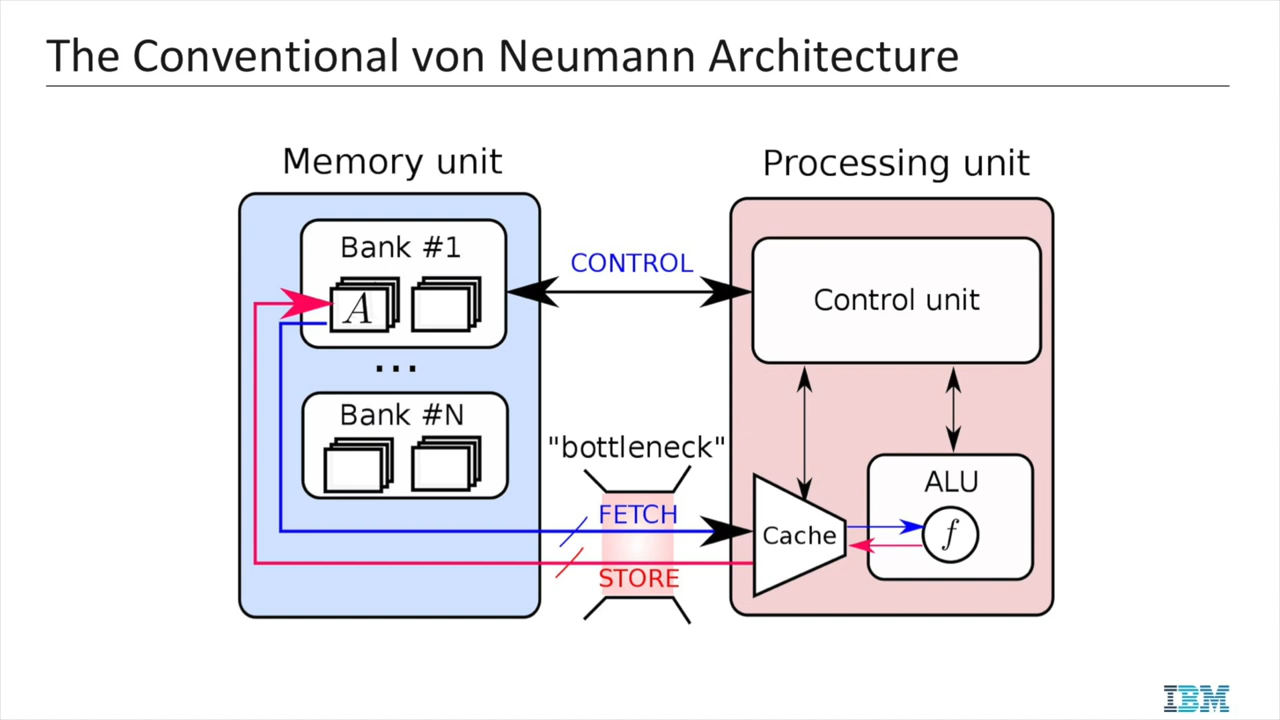 The Conventional von Neumann Architecture
Memory unit
Processing unit
Bank #1
A
...
Bank #N
CONTROL
Control unit
"bottleneck"
FETCH
STORE
Cache
ALU
f
IBM